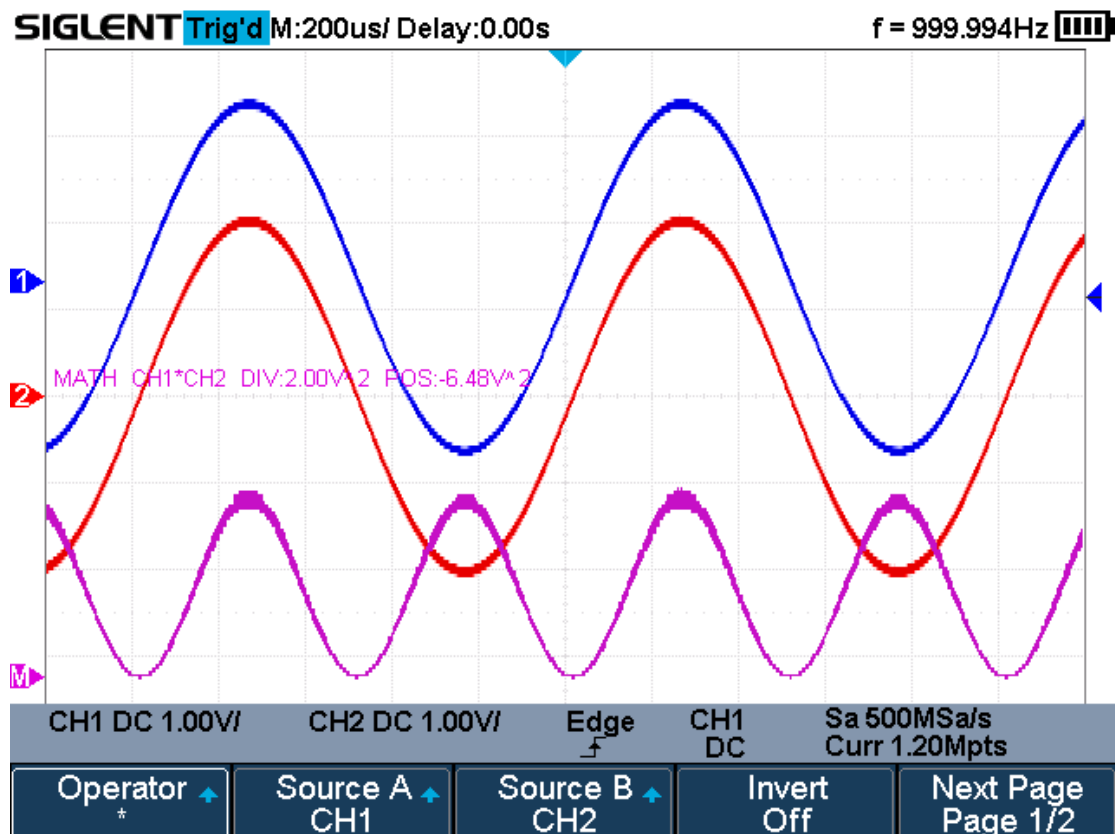 SIGLENT Trig'd M:200us/ Delay:0.00s f = 999.994Hz
1
MATH CH1*CH2 DIV:2.00V^2 POS:-6.48V^2
2
M
CH1 DC 1.00V/ CH2 DC 1.00V/ Edge CH1 Sa 500MSa/s
DC Curr 1.20Mpts
Operator Source A Source B Invert Next Page
* CH1 CH2 Off Page 1/2